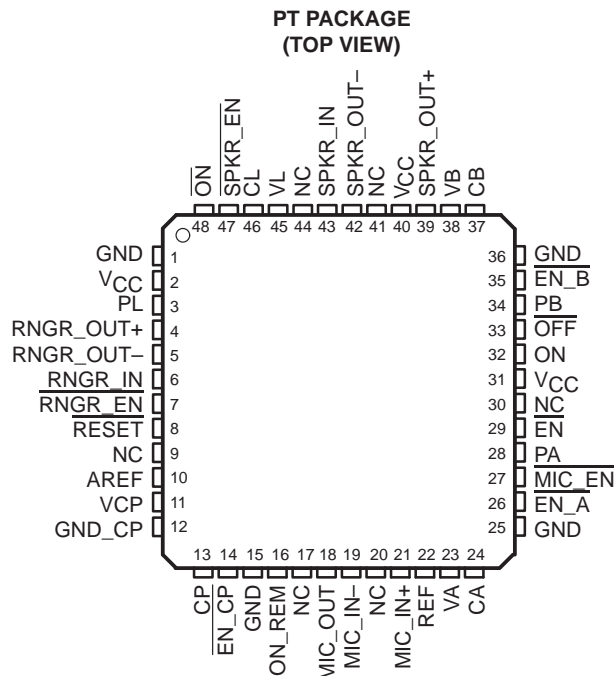 PT PACKAGE
(TOP VIEW)
ON
SPKR_EN
CL
VL
NC
SPKR_IN
SPKR_OUT–
NC
VCC
SPKR_OUT+
VB
CB
48 47 46 45 44 43 42 41 40 39 38 37
GND 1
VCC 2
PL 3
RNGR_OUT+ 4
RNGR_OUT– 5
RNGR_IN 6
RNGR_EN 7
RESET 8
NC 9
AREF 10
VCP 11
GND_CP 12
36 GND
35 EN_B
34 PB
33 OFF
32 ON
31 VCC
30 NC
29 EN
28 PA
27 MIC_EN
26 EN_A
25 GND
13 14 15 16 17 18 19 20 21 22 23 24
CP
EN_CP
GND
ON_REM
NC
MIC_OUT
MIC_IN–
NC
MIC_IN+
REF
VA
CA